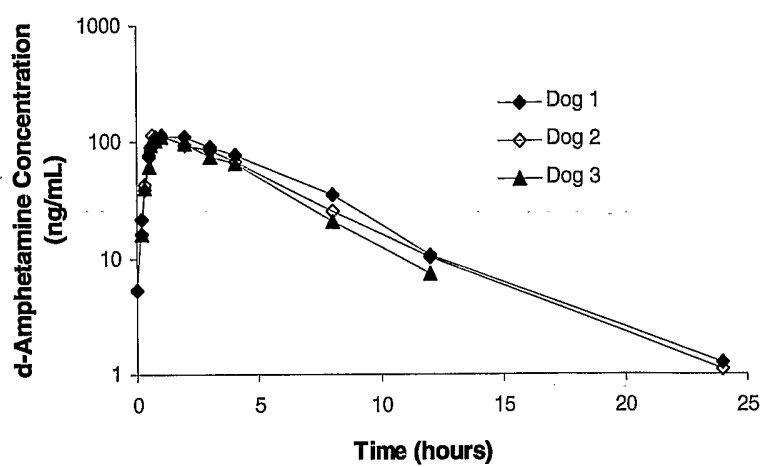 d-Amphetamine Concentration
(ng/mL)
1000
100
10
1
Dog 1
Dog 2
Dog 3
0 5 10 15 20 25
Time (hours)